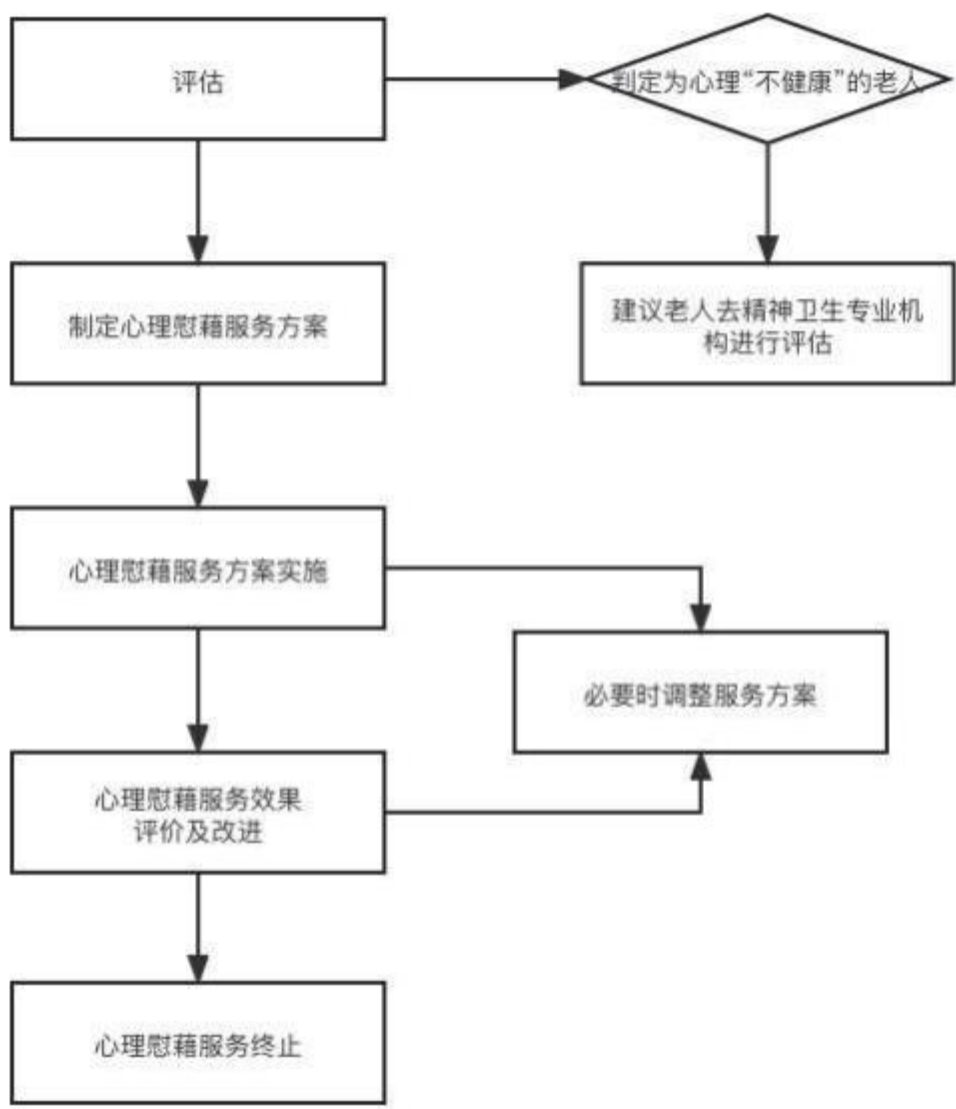 评估
判定为心理“不健康”的老人
制定心理慰藉服务方案
建议老人去精神卫生专业机
构进行评估
心理慰藉服务方案实施
必要时调整服务方案
心理慰藉服务效果
评价及改进
心理慰藉服务终止